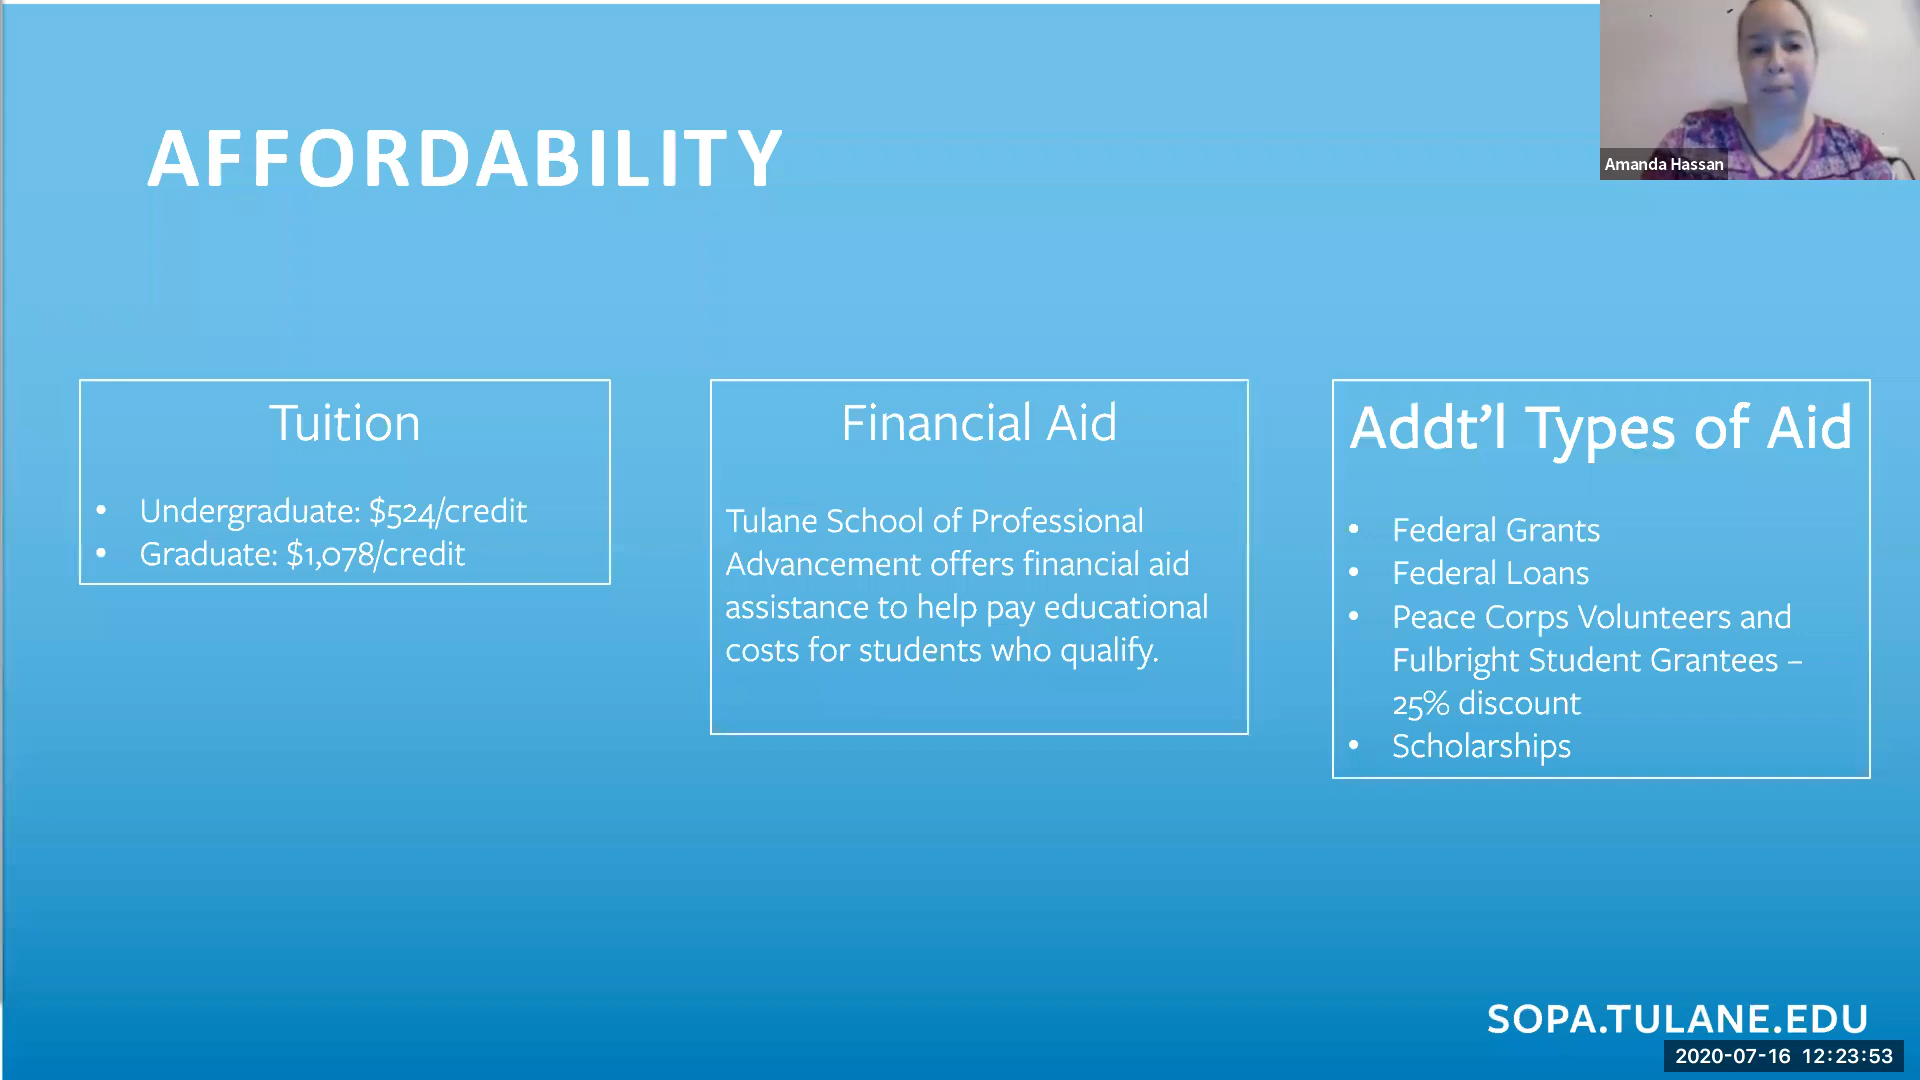 AFFORDABILITY
Amanda Hassan
Tuition
• Undergraduate: $524/credit
• Graduate: $1,078/credit
Financial Aid
Tulane School of Professional
Advancement offers financial aid
assistance to help pay educational
costs for students who qualify.
Addt’l Types of Aid
• Federal Grants
• Federal Loans
• Peace Corps Volunteers and
Fulbright Student Grantees –
25% discount
• Scholarships
SOPA.TULANE.EDU
2020-07-16 12:23:53